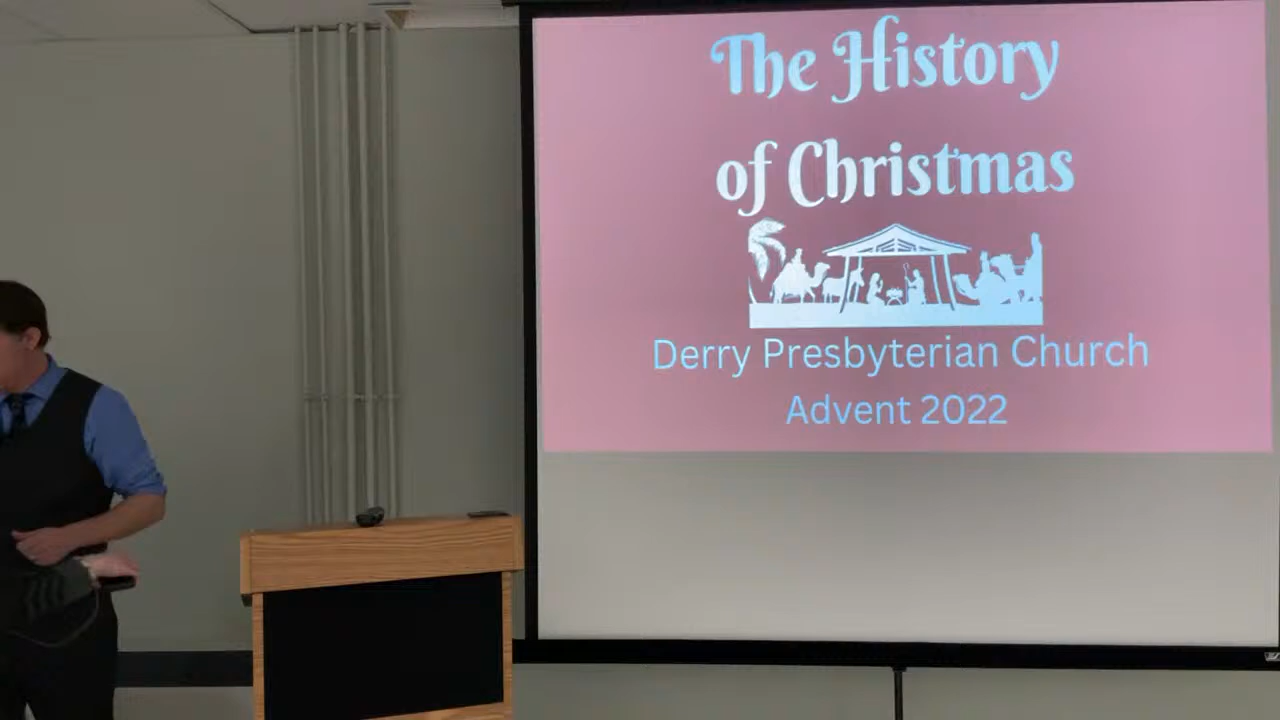 The History
of Christmas
Derry Presbyterian Church
Advent 2022